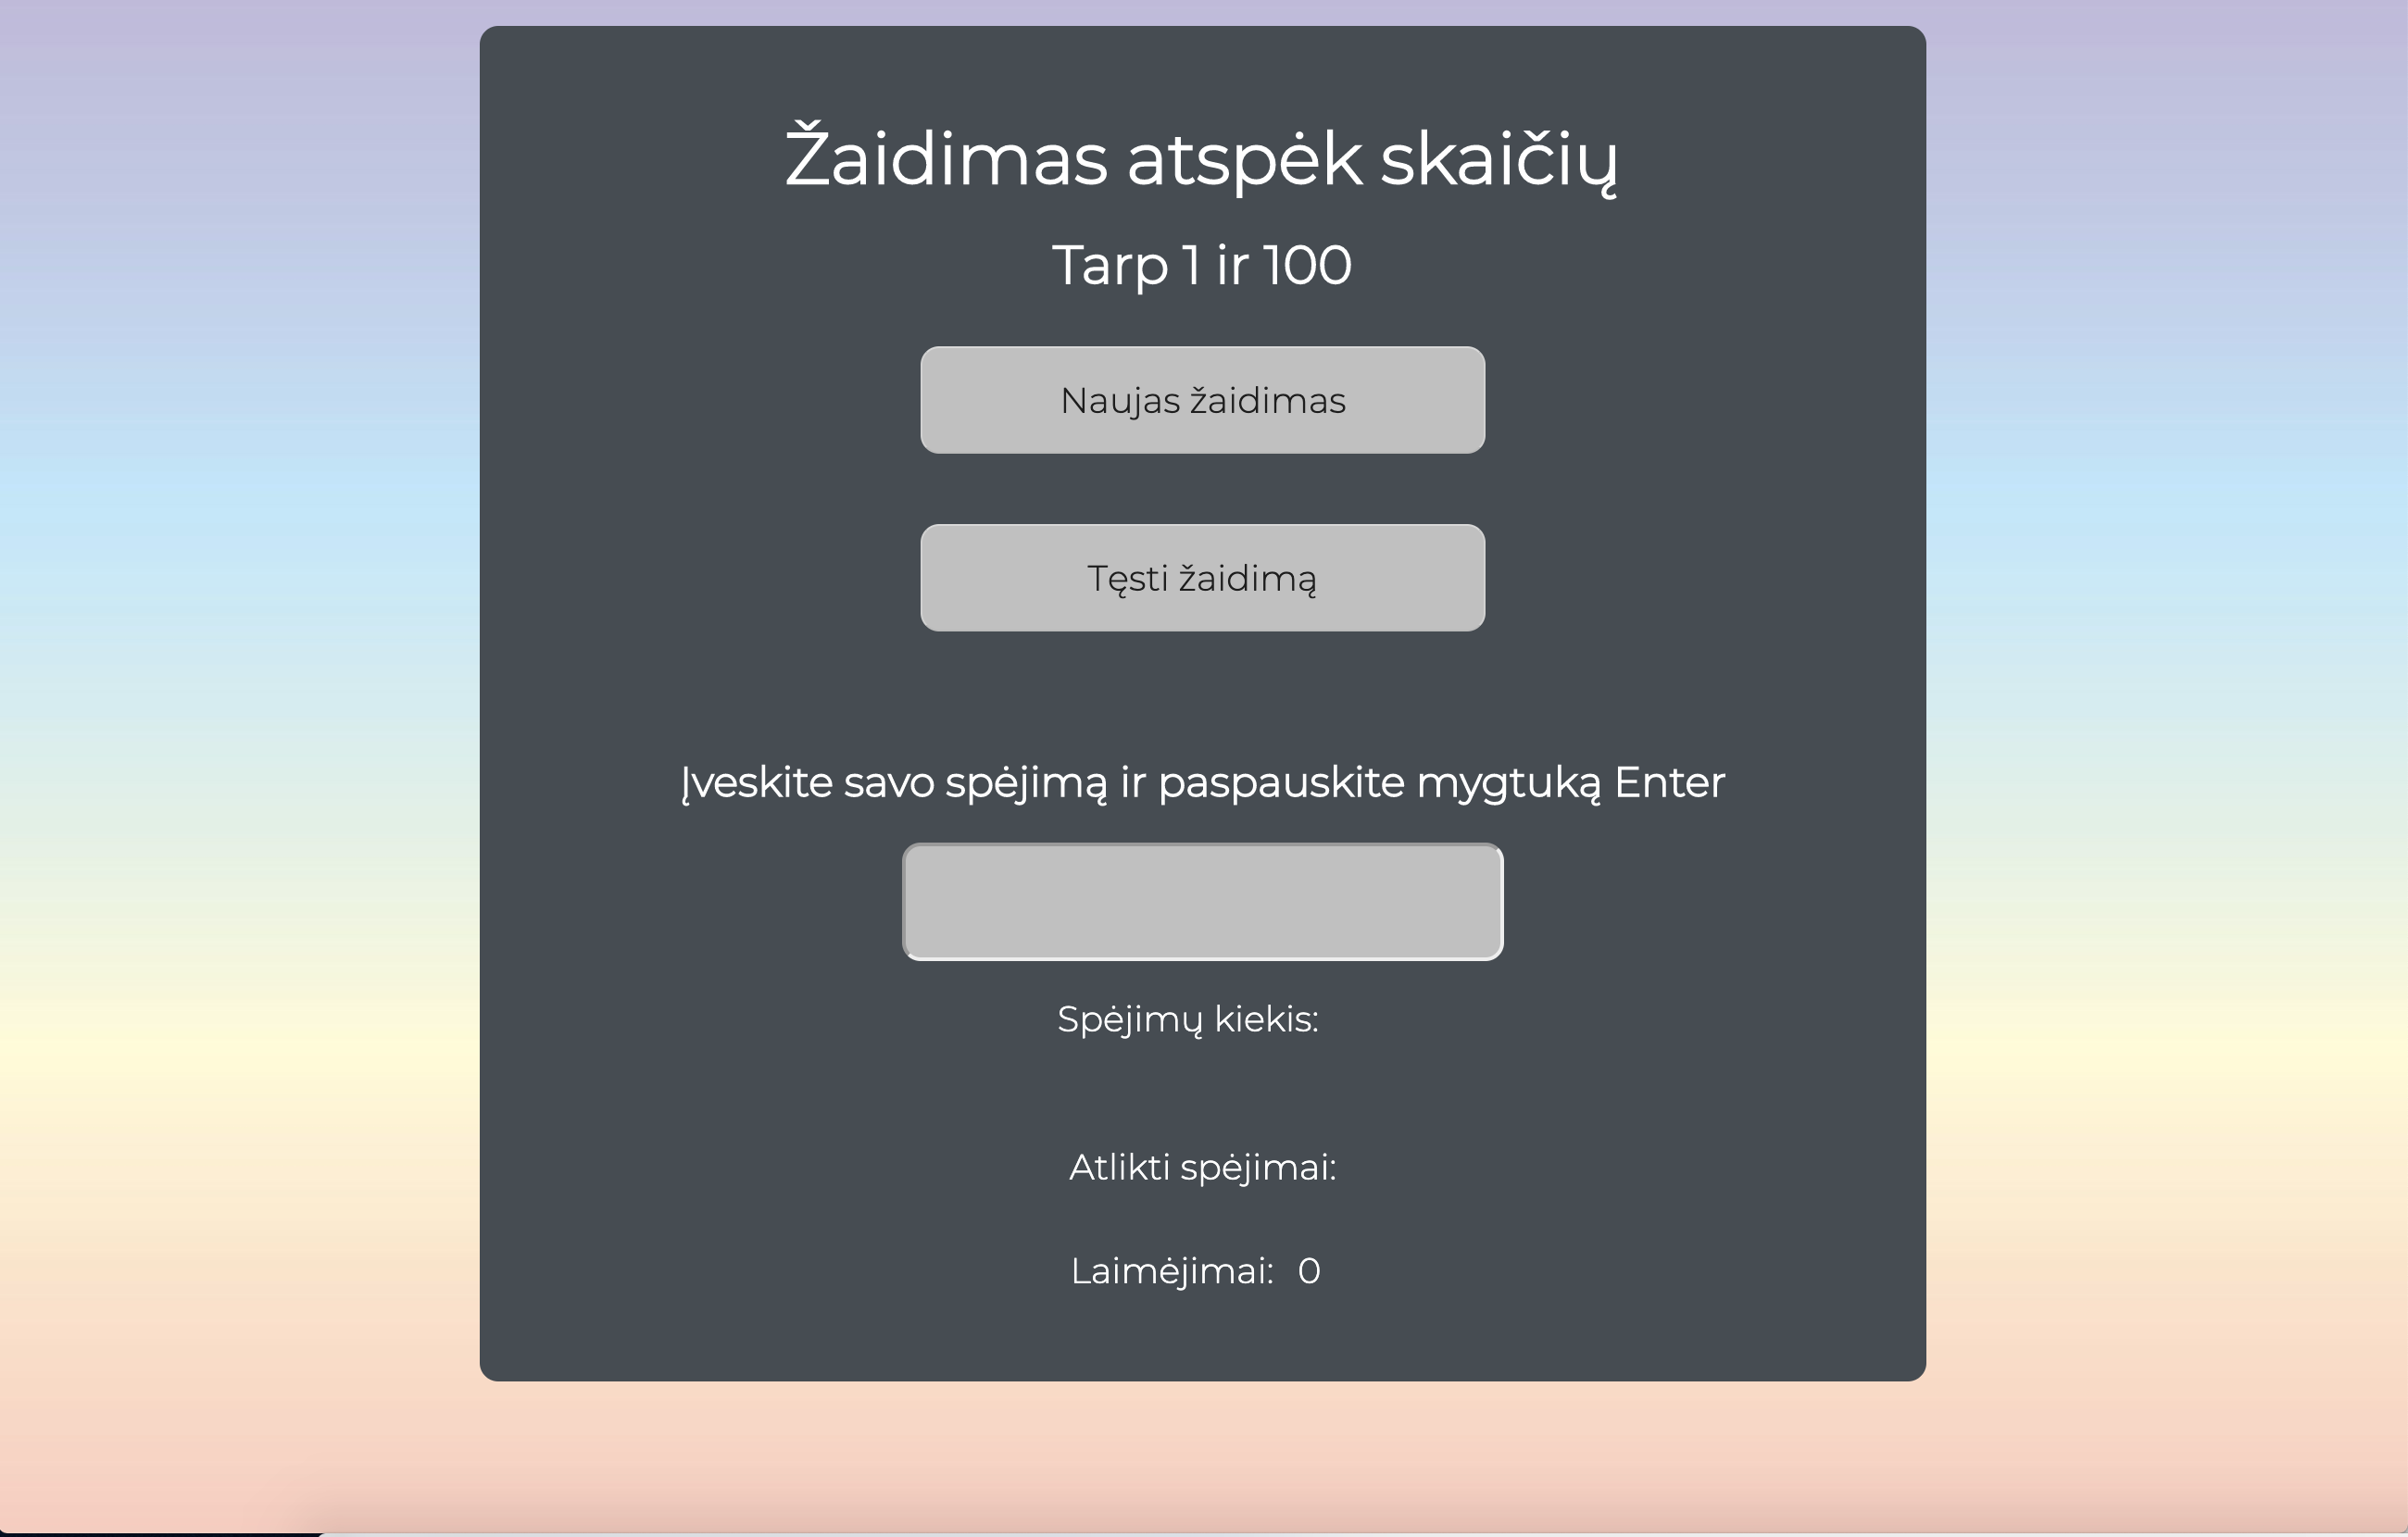 Žaidimas atspėk skaičių
Tarp 1 ir 100
Naujas žaidimas
Tęsti žaidimą
Įveskite savo spėjimą ir paspauskite mygtuką Enter
Spėjimų kiekis:
Atlikti spėjimai:
Laimėjimai: 0